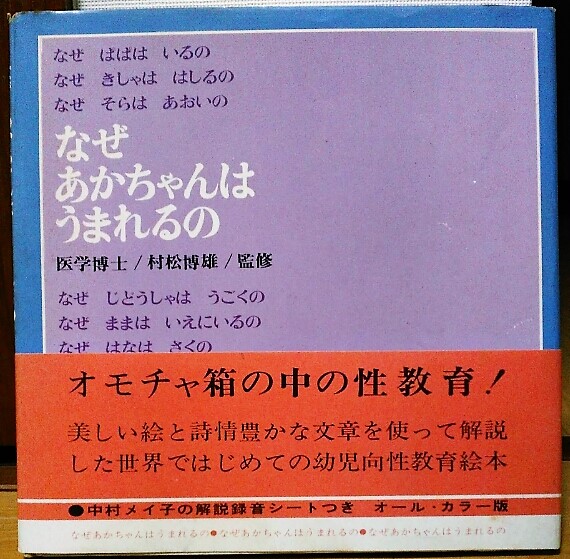 なぜ ぱぱは いるの
なぜ きしゃは はしるの
なぜ そらは あおいの
なぜ
あかちゃんは
うまれるの
医学博士/村松博雄/監修
なぜ じどうしゃは うごくの
なぜ ままは いえにいるの
なぜ はなは さくの
オモチャ箱の中の性教育!
美しい絵と詩情豊かな文章を使って解説
した世界ではじめての幼児向性教育絵本
●中村メイ子の解説録音シートつき オール・カラー版
なぜあかちゃんはうまれるの●なぜあかちゃんはうまれるの●なぜあかちゃんはうまれるの